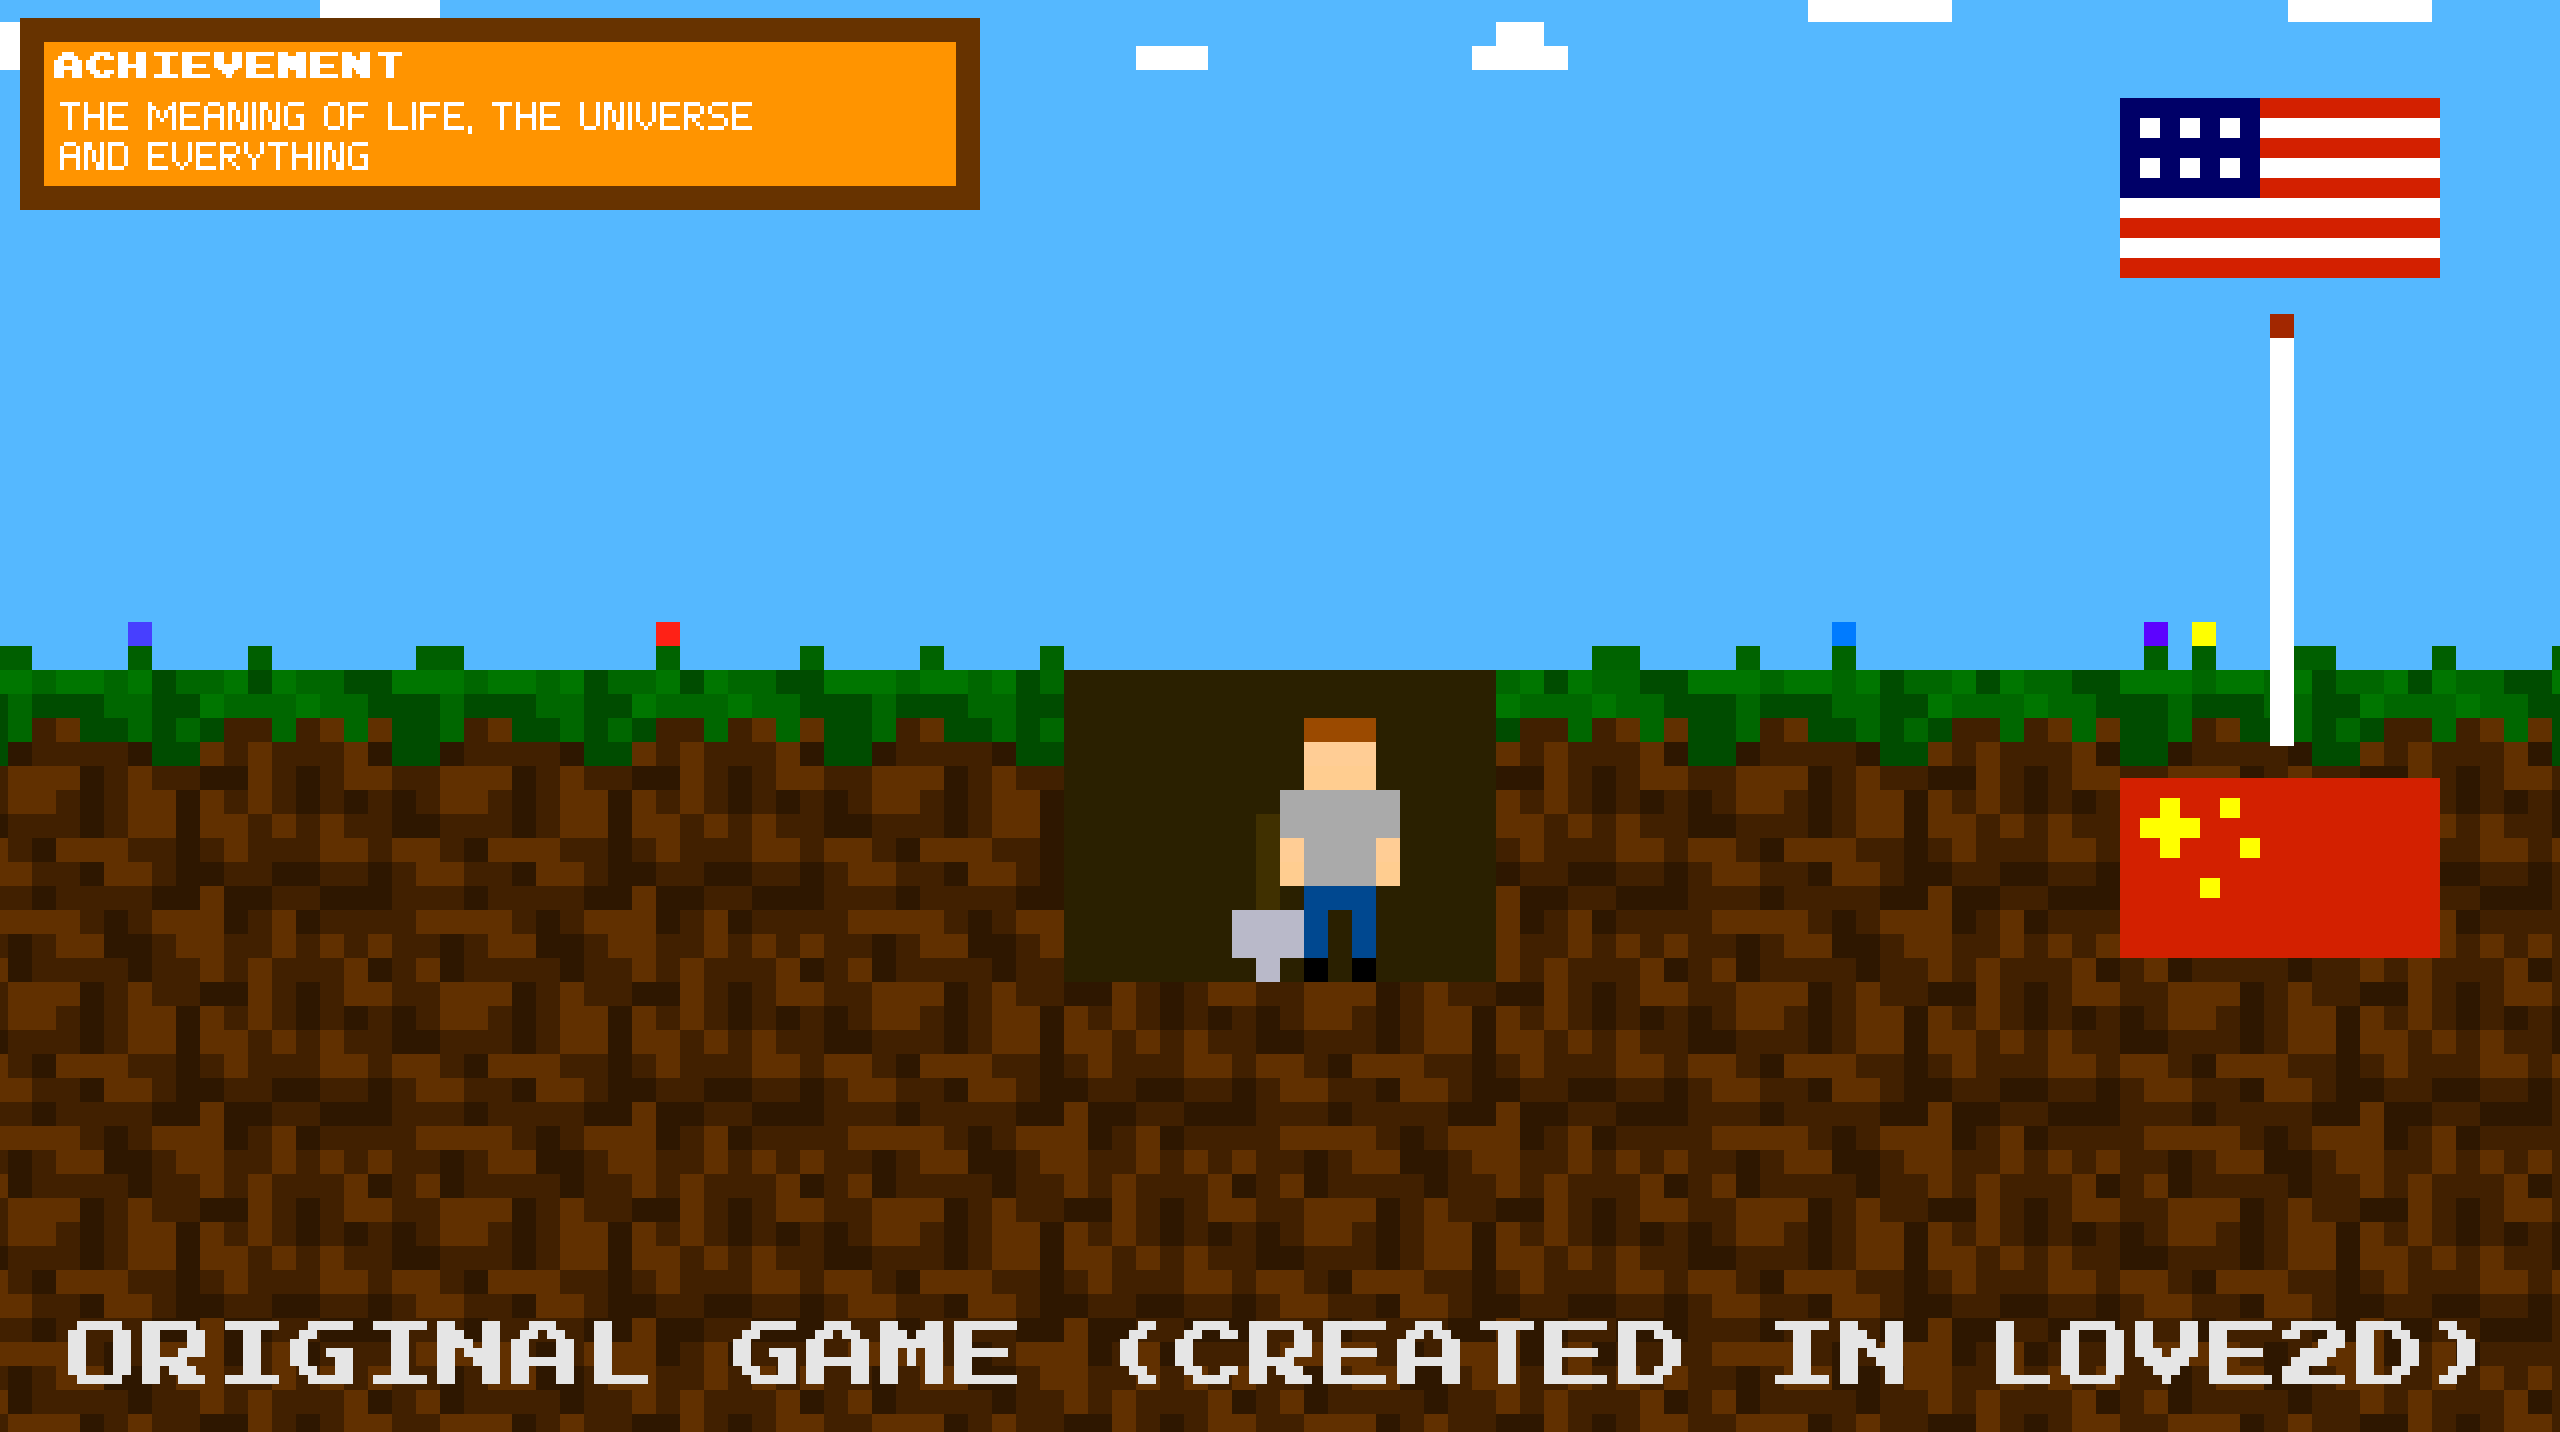 ACHIEVEMENT
THE MEANING OF LIFE, THE UNIVERSE
AND EVERYTHING
ORIGINAL GAME (CREATED IN LOVE2D)